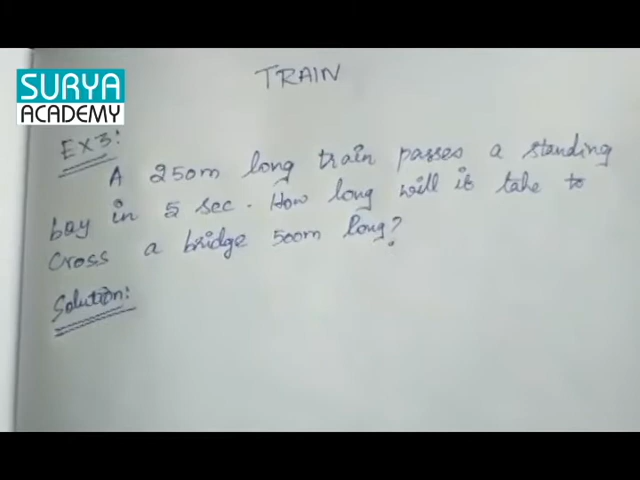 TRAIN
SURYA
ACADEMY
EX3:
A 250m long train passes a standing
boy in 5 sec. How long will it take to
cross a bridge 500m long?
Solution: